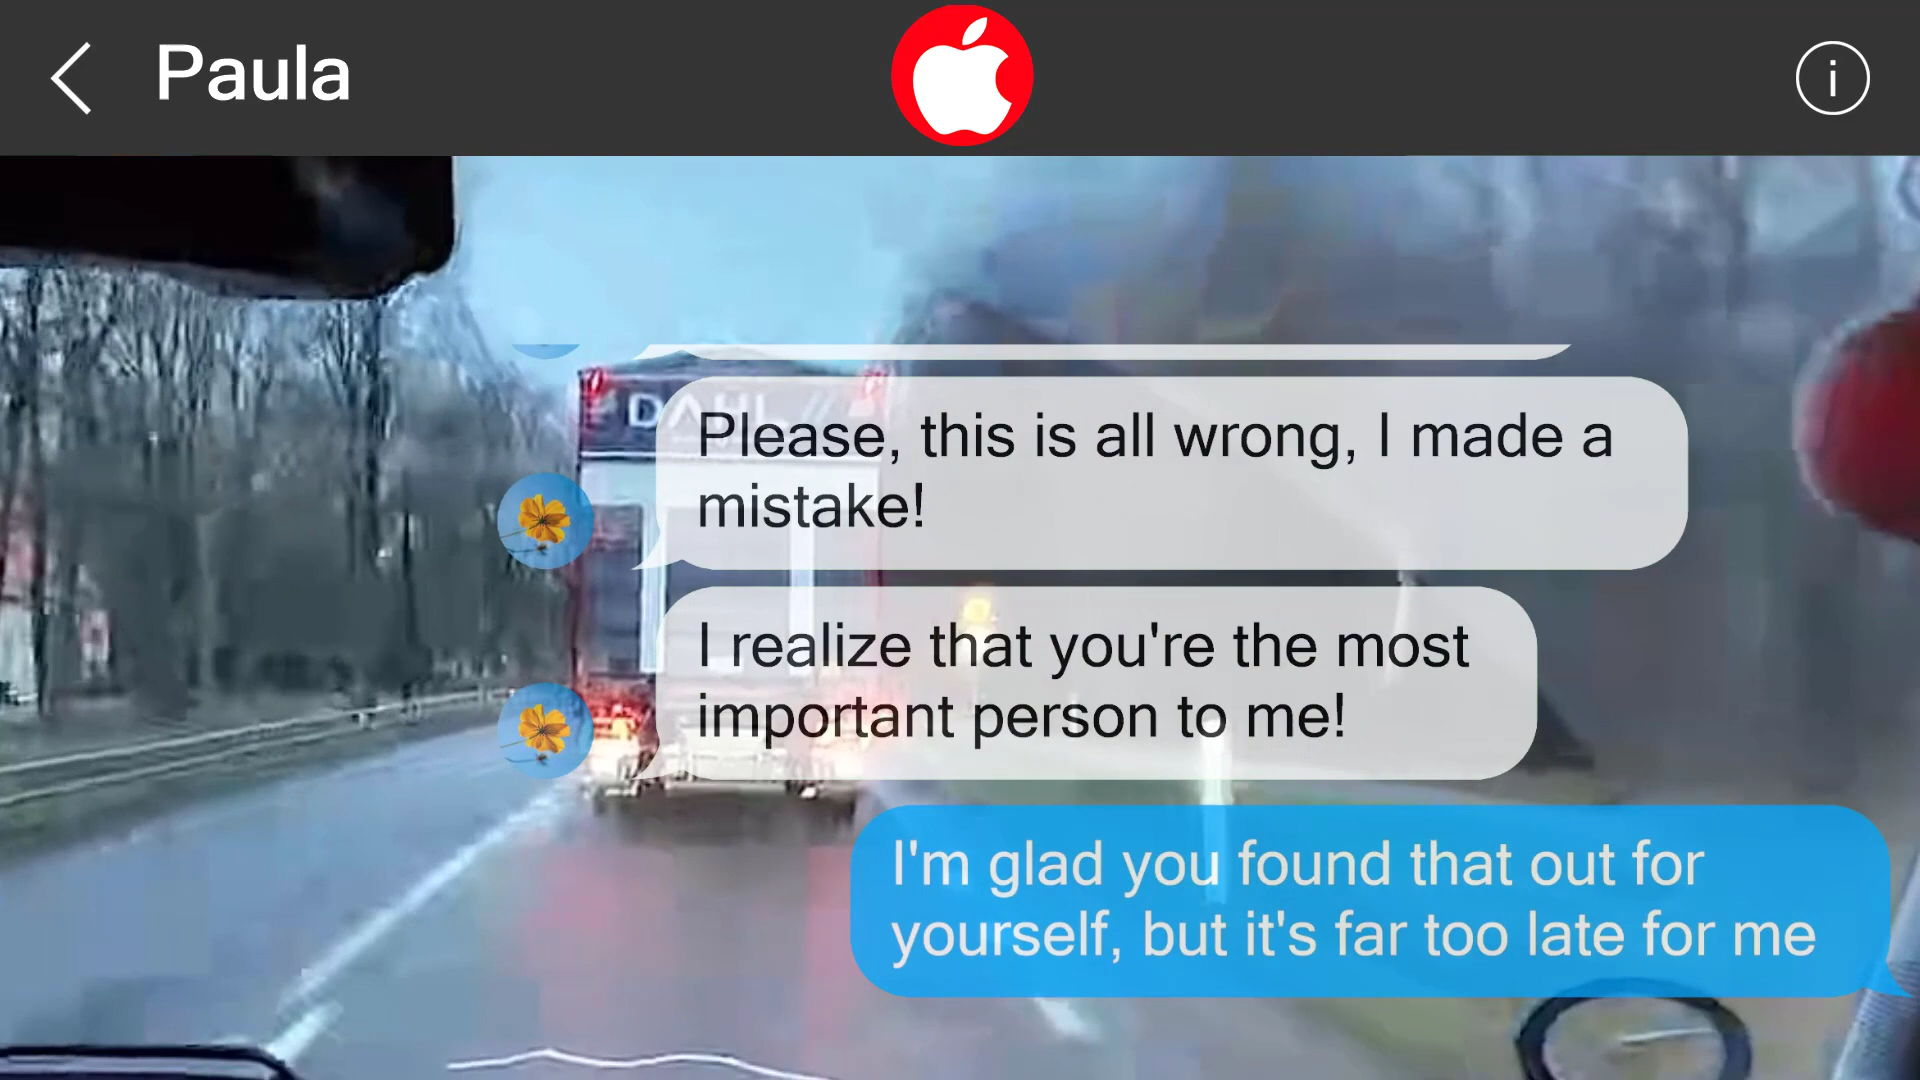 Paula
i
DAHL
Please, this is all wrong, I made a
mistake!
I realize that you're the most
important person to me!
I'm glad you found that out for
yourself, but it's far too late for me